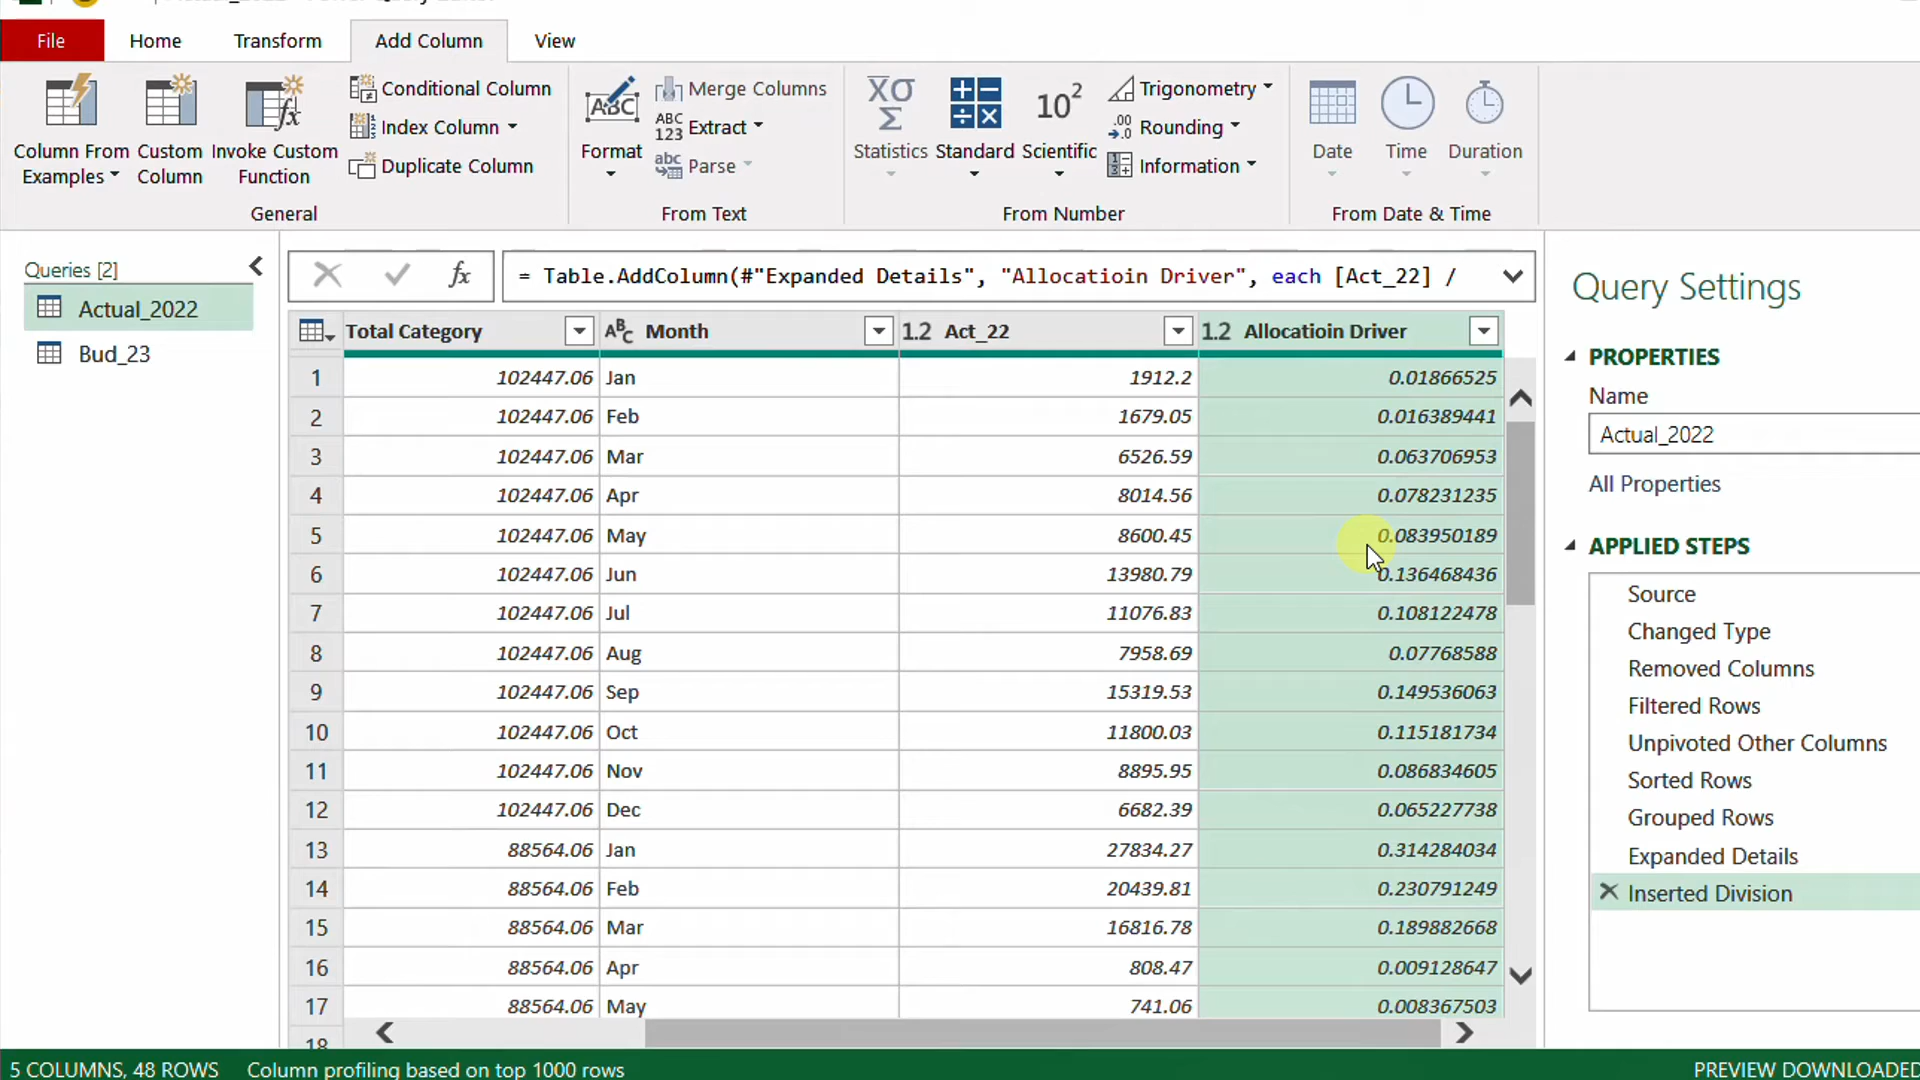 File Home Transform Add Column View
Column From Examples
Custom Column
Invoke Custom Function
Conditional Column
Index Column
Duplicate Column
General
ABC
Format
Merge Columns
ABC 123 Extract
abc Parse
From Text
XΣ Statistics
Standard
10² Scientific
Trigonometry
.00 Rounding
Information
From Number
Date
Time
Duration
From Date & Time
Queries [2]
Actual_2022
Bud_23
fx = Table.AddColumn(#"Expanded Details", "Allocatioin Driver", each [Act_22] /
Total Category ABC Month 1.2 Act_22 1.2 Allocatioin Driver
1 102447.06 Jan 1912.2 0.01866525
2 102447.06 Feb 1679.05 0.016389441
3 102447.06 Mar 6526.59 0.063706953
4 102447.06 Apr 8014.56 0.078231235
5 102447.06 May 8600.45 0.083950189
6 102447.06 Jun 13980.79 0.136468436
7 102447.06 Jul 11076.83 0.108122478
8 102447.06 Aug 7958.69 0.07768588
9 102447.06 Sep 15319.53 0.149536063
10 102447.06 Oct 11800.03 0.115181734
11 102447.06 Nov 8895.95 0.086834605
12 102447.06 Dec 6682.39 0.065227738
13 88564.06 Jan 27834.27 0.314284034
14 88564.06 Feb 20439.81 0.230791249
15 88564.06 Mar 16816.78 0.189882668
16 88564.06 Apr 808.47 0.009128647
17 88564.06 May 741.06 0.008367503
18
Query Settings
PROPERTIES
Name
Actual_2022
All Properties
APPLIED STEPS
Source
Changed Type
Removed Columns
Filtered Rows
Unpivoted Other Columns
Sorted Rows
Grouped Rows
Expanded Details
Inserted Division
5 COLUMNS, 48 ROWS Column profiling based on top 1000 rows PREVIEW DOWNLOADED